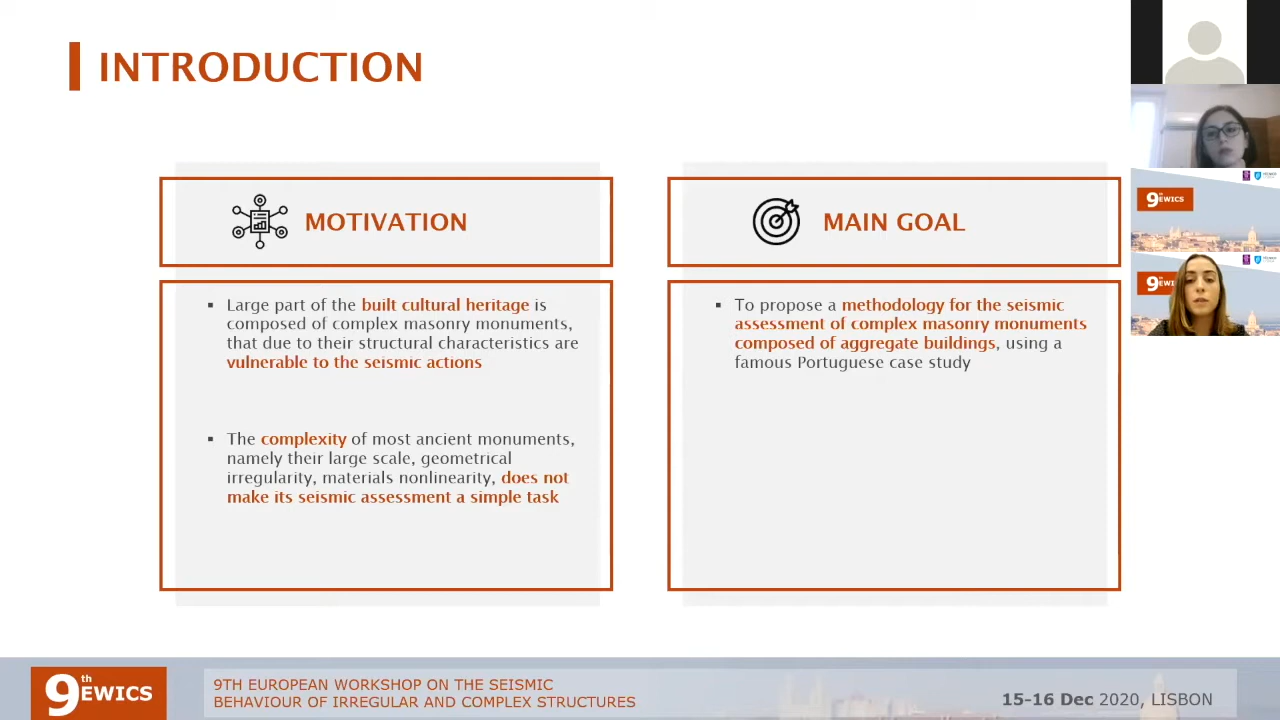 INTRODUCTION
MOTIVATION
▪ Large part of the built cultural heritage is
composed of complex masonry monuments,
that due to their structural characteristics are
vulnerable to the seismic actions
▪ The complexity of most ancient monuments,
namely their large scale, geometrical
irregularity, materials nonlinearity, does not
make its seismic assessment a simple task
MAIN GOAL
▪ To propose a methodology for the seismic
assessment of complex masonry monuments
composed of aggregate buildings, using a
famous Portuguese case study
9th EWICS
9 EWI
9th EWICS
9TH EUROPEAN WORKSHOP ON THE SEISMIC
BEHAVIOUR OF IRREGULAR AND COMPLEX STRUCTURES
15-16 Dec 2020, LISBON